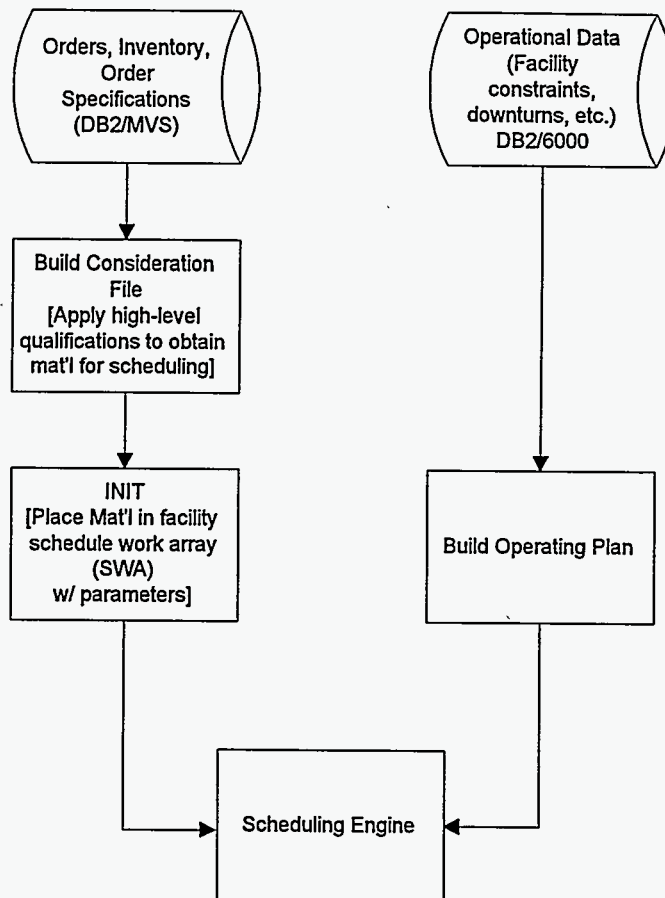 Orders, Inventory,
Order
Specifications
(DB2/MVS)
Operational Data
(Facility
constraints,
downturns, etc.)
DB2/6000
Build Consideration
File
[Apply high-level
qualifications to obtain
mat'l for scheduling]
INIT
[Place Mat'l in facility
schedule work array
(SWA)
w/ parameters]
Build Operating Plan
Scheduling Engine